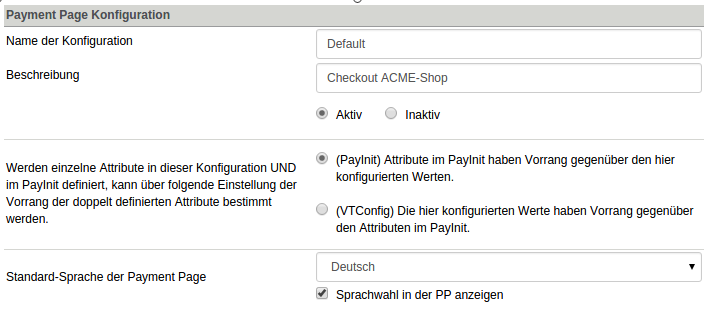 Payment Page Konfiguration
Name der Konfiguration
Default
Beschreibung
Checkout ACME-Shop
Aktiv Inaktiv
Werden einzelne Attribute in dieser Konfiguration UND
im PayInit definiert, kann über folgende Einstellung der
Vorrang der doppelt definierten Attribute bestimmt
werden.
(PayInit) Attribute im PayInit haben Vorrang gegenüber den hier
konfigurierten Werten.
(VTConfig) Die hier konfigurierten Werte haben Vorrang gegenüber
den Attributen im PayInit.
Standard-Sprache der Payment Page
Deutsch
Sprachwahl in der PP anzeigen